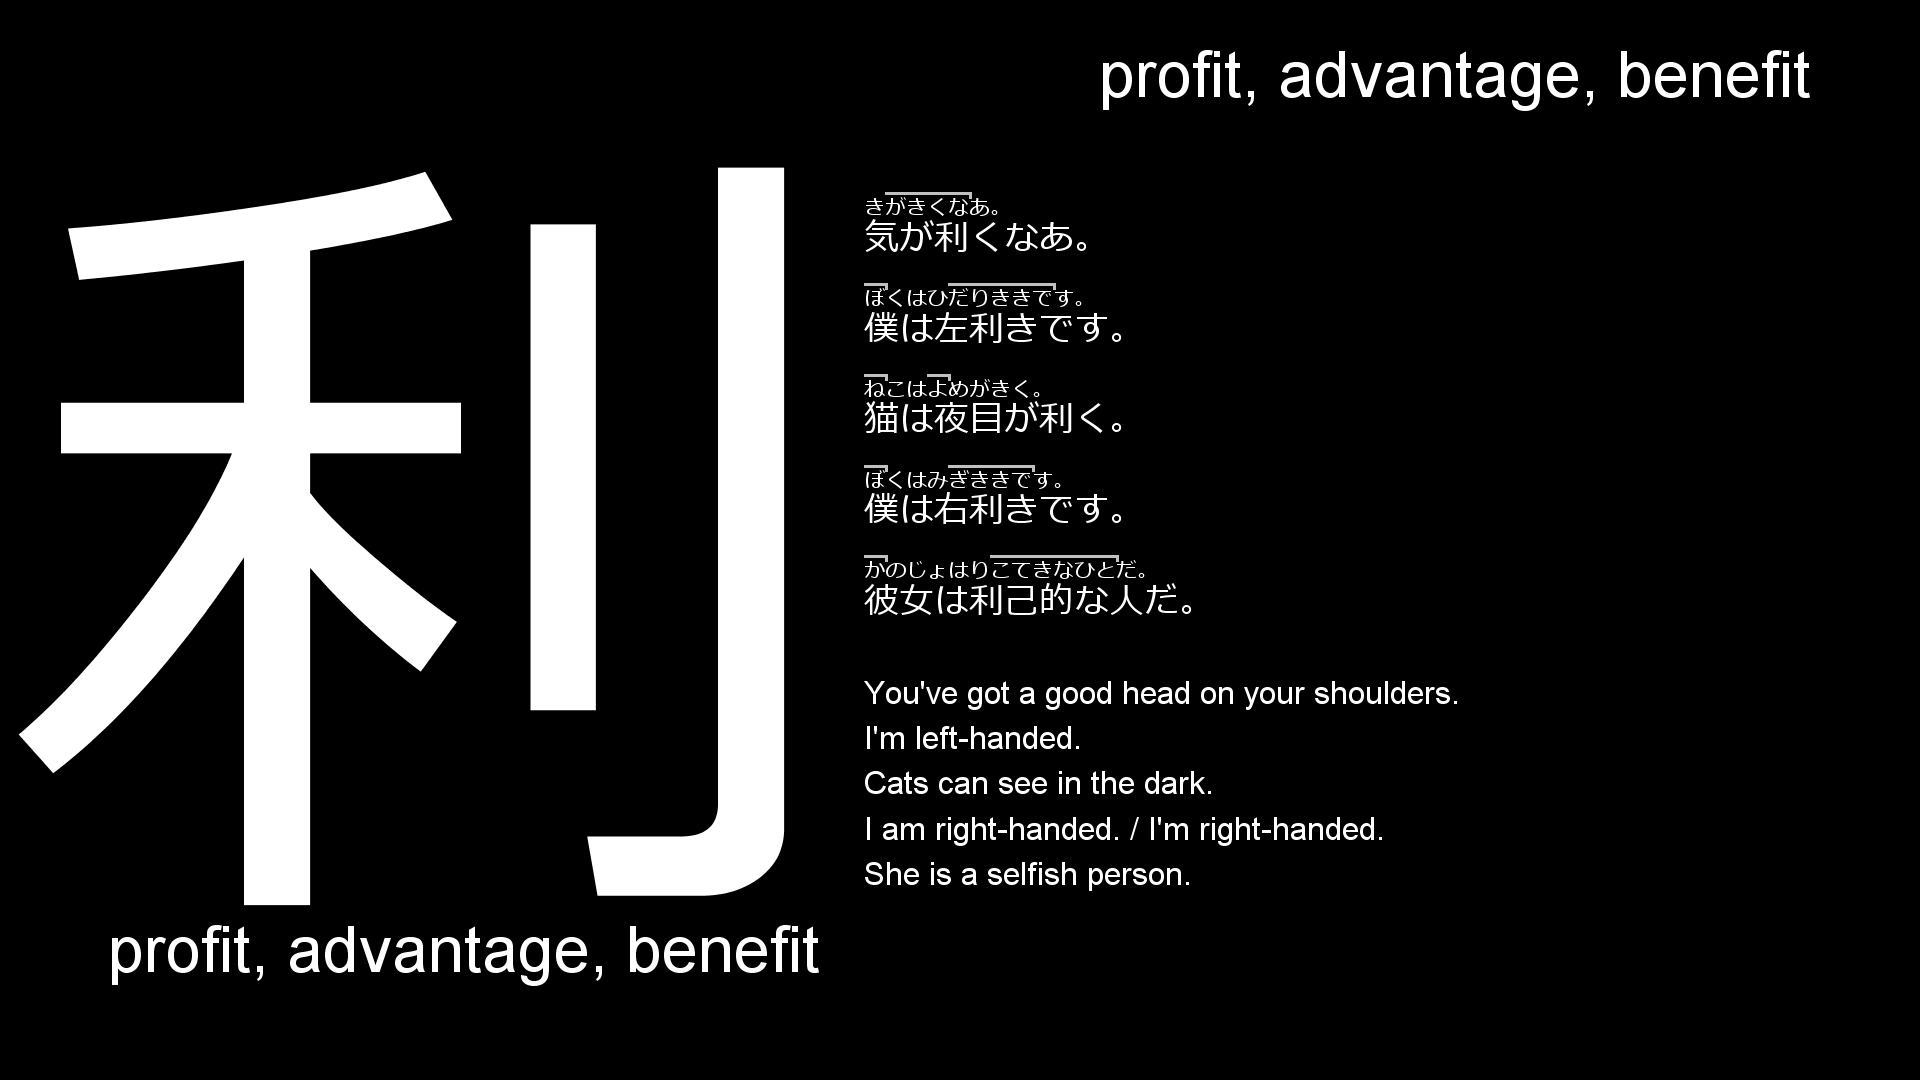 profit, advantage, benefit
利
きがきくなあ。
気が利くなあ。
ぼくはひだりききです。
僕は左利きです。
ねこはよめがきく。
猫は夜目が利く。
ぼくはみぎききです。
僕は右利きです。
かのじょはりこてきなひとだ。
彼女は利己的な人だ。
You've got a good head on your shoulders.
I'm left-handed.
Cats can see in the dark.
I am right-handed. / I'm right-handed.
She is a selfish person.
profit, advantage, benefit